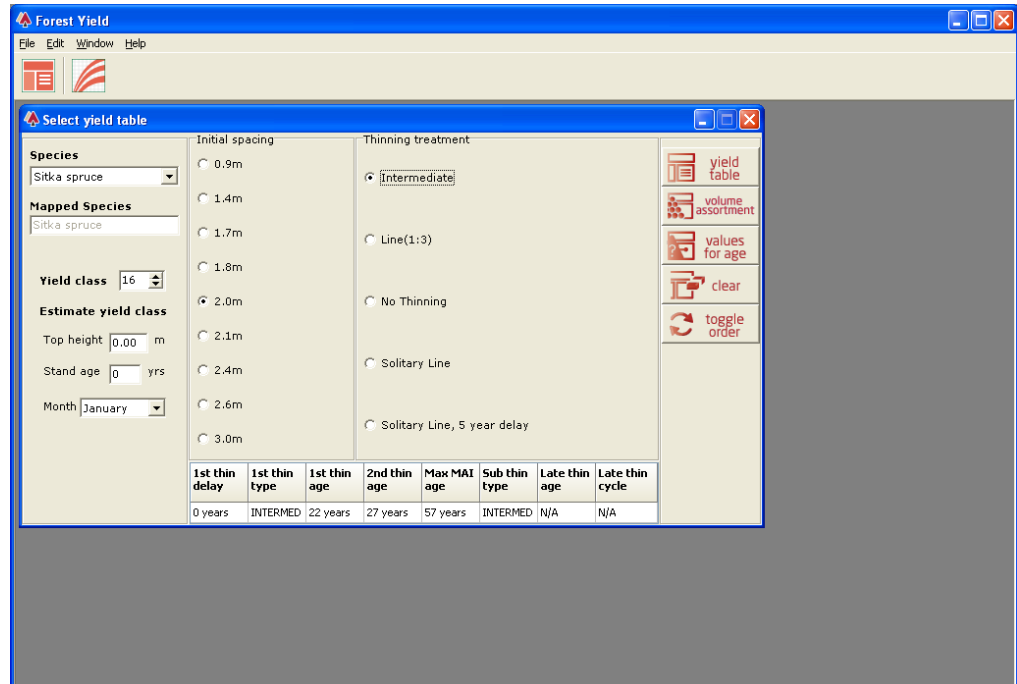 Forest Yield
File Edit Window Help
Select yield table
Species
Sitka spruce
Mapped Species
Sitka spruce
Yield class 16
Estimate yield class
Top height 0.00 m
Stand age 0 yrs
Month January
Initial spacing
0.9m
1.4m
1.7m
1.8m
2.0m
2.1m
2.4m
2.6m
3.0m
Thinning treatment
Intermediate
Line(1:3)
No Thinning
Solitary Line
Solitary Line, 5 year delay
yield
table
volume
assortment
values
for age
clear
toggle
order
1st thin delay 1st thin type 1st thin age 2nd thin age Max MAI age Sub thin type Late thin age Late thin cycle
0 years INTERMED 22 years 27 years 57 years INTERMED N/A N/A